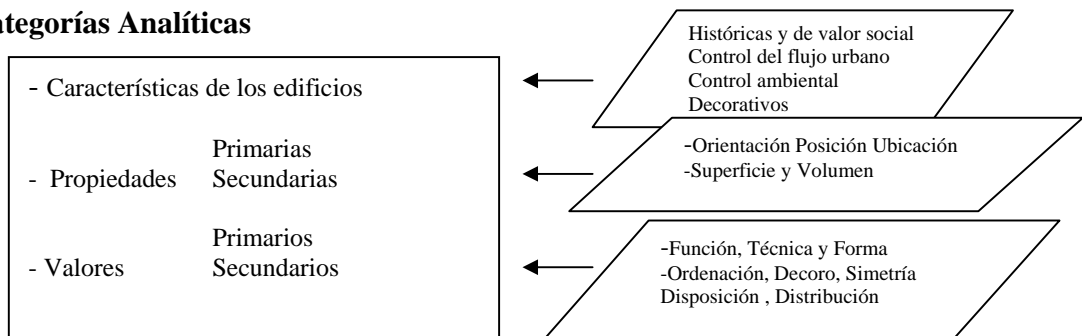 ategorías Analíticas
- Características de los edificios
Primarias
- Propiedades Secundarias
Primarios
- Valores Secundarios
Históricas y de valor social
Control del flujo urbano
Control ambiental
Decorativos
-Orientación Posición Ubicación
-Superficie y Volumen
-Función, Técnica y Forma
-Ordenación, Decoro, Simetría
Disposición , Distribución